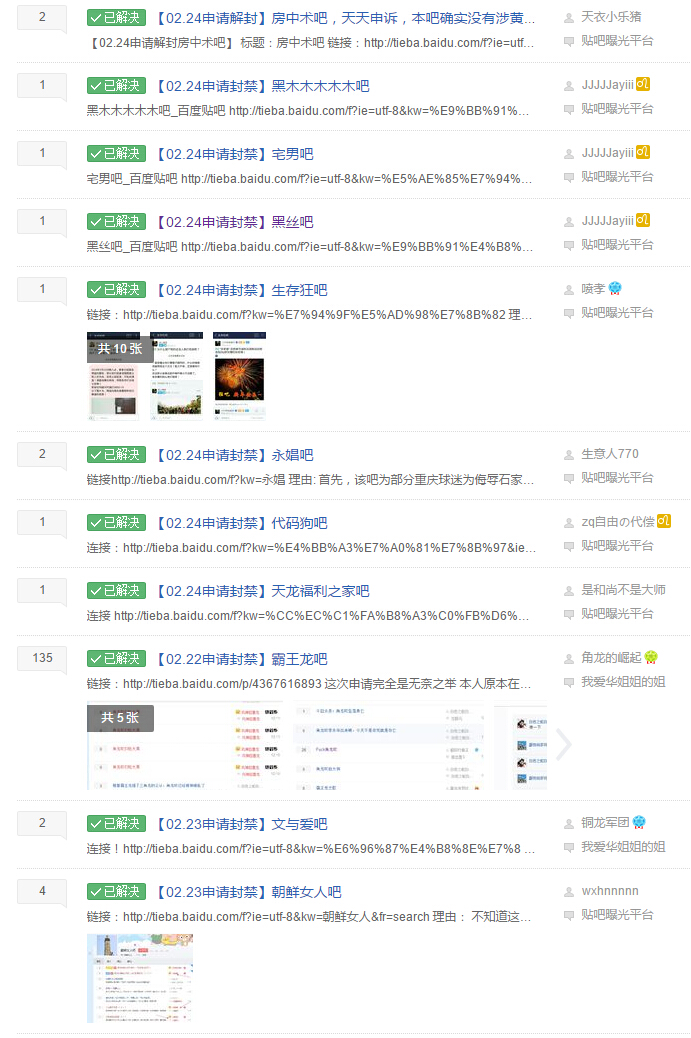 2
已解决 【02.24申请解封】房中术吧，天天申诉，本吧确实没有涉黄...
天衣小乐猪
【02.24申请解封房中术吧】 标题：房中术吧 链接：http://tieba.baidu.com/f?ie=utf...
贴吧曝光平台
1
已解决 【02.24申请封禁】黑木木木木木吧
JJJJJayiii
黑木木木木木吧_百度贴吧 http://tieba.baidu.com/f?ie=utf-8&kw=%E9%BB%91%...
贴吧曝光平台
1
已解决 【02.24申请封禁】宅男吧
JJJJJayiii
宅男吧_百度贴吧 http://tieba.baidu.com/f?ie=utf-8&kw=%E5%AE%85%E7%94%...
贴吧曝光平台
1
已解决 【02.24申请封禁】黑丝吧
JJJJJayiii
黑丝吧_百度贴吧 http://tieba.baidu.com/f?ie=utf-8&kw=%E9%BB%91%E4%B8%...
贴吧曝光平台
1
已解决 【02.24申请封禁】生存狂吧
喷孝
链接：http://tieba.baidu.com/f?kw=%E7%94%9F%E5%AD%98%E7%8B%82 理...
贴吧曝光平台
共 10 张
2
已解决 【02.24申请封禁】永娼吧
生意人770
链接http://tieba.baidu.com/f?kw=永娼 理由: 首先，该吧为部分重庆球迷为侮辱石家...
贴吧曝光平台
1
已解决 【02.24申请封禁】代码狗吧
zq自由の代偿
连接：http://tieba.baidu.com/f?kw=%E4%BB%A3%E7%A0%81%E7%8B%97&ie...
贴吧曝光平台
1
已解决 【02.24申请封禁】天龙福利之家吧
是和尚不是大师
连接 http://tieba.baidu.com/f?kw=%CC%EC%C1%FA%B8%A3%C0%FB%D6%...
贴吧曝光平台
135
已解决 【02.22申请封禁】霸王龙吧
角龙的崛起
链接：http://tieba.baidu.com/p/4367616893 这次申请完全是无奈之举 本人原本在...
我爱华姐姐的姐
共 5 张
2
已解决 【02.23申请封禁】文与爱吧
铜龙军团
连接！http://tieba.baidu.com/f?ie=utf-8&kw=%E6%96%87%E4%B8%8E%E7%8 ...
我爱华姐姐的姐
4
已解决 【02.23申请封禁】朝鲜女人吧
wxhnnnnn
链接：http://tieba.baidu.com/f?ie=utf-8&kw=朝鲜女人&fr=search 理由： 不知道这...
贴吧曝光平台